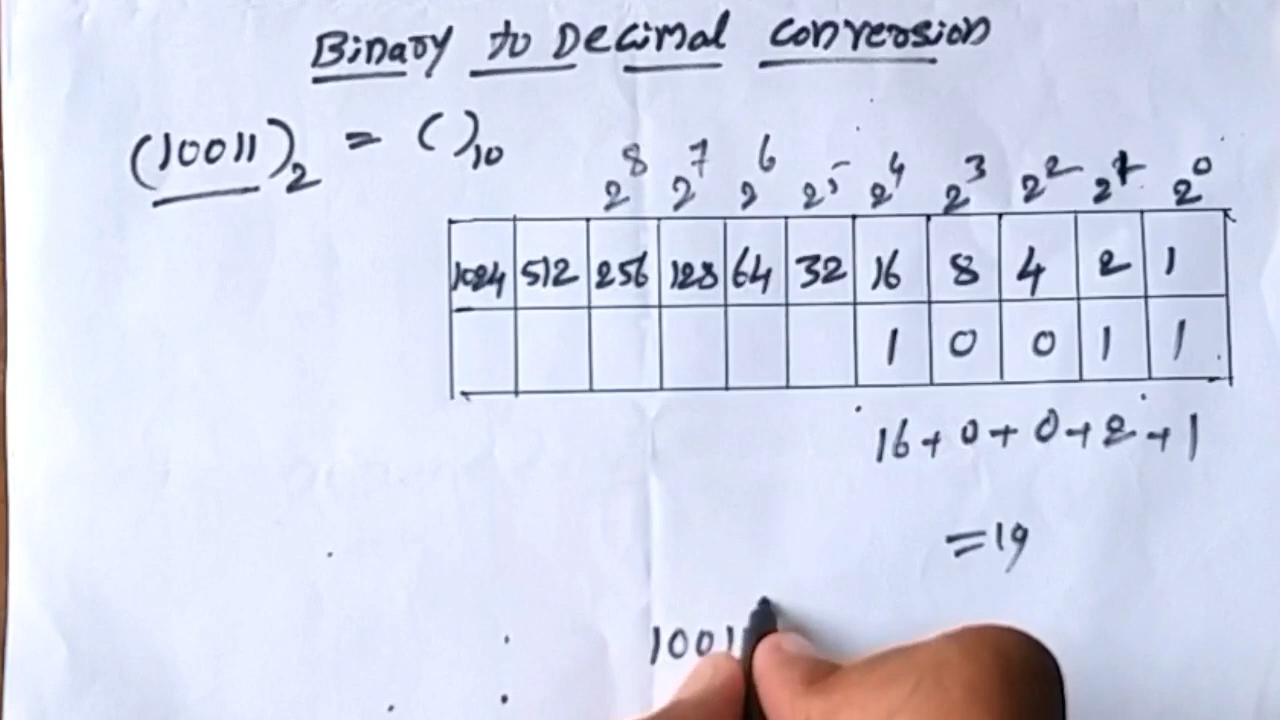 Binary to Decimal Conversion
(10011)2 = ( )10
2^8 2^7 2^6 2^5 2^4 2^3 2^2 2^1 2^0
1024 512 256 128 64 32 16 8 4 2 1
1 0 0 1 1
16+0+0+2+1
=19
1001